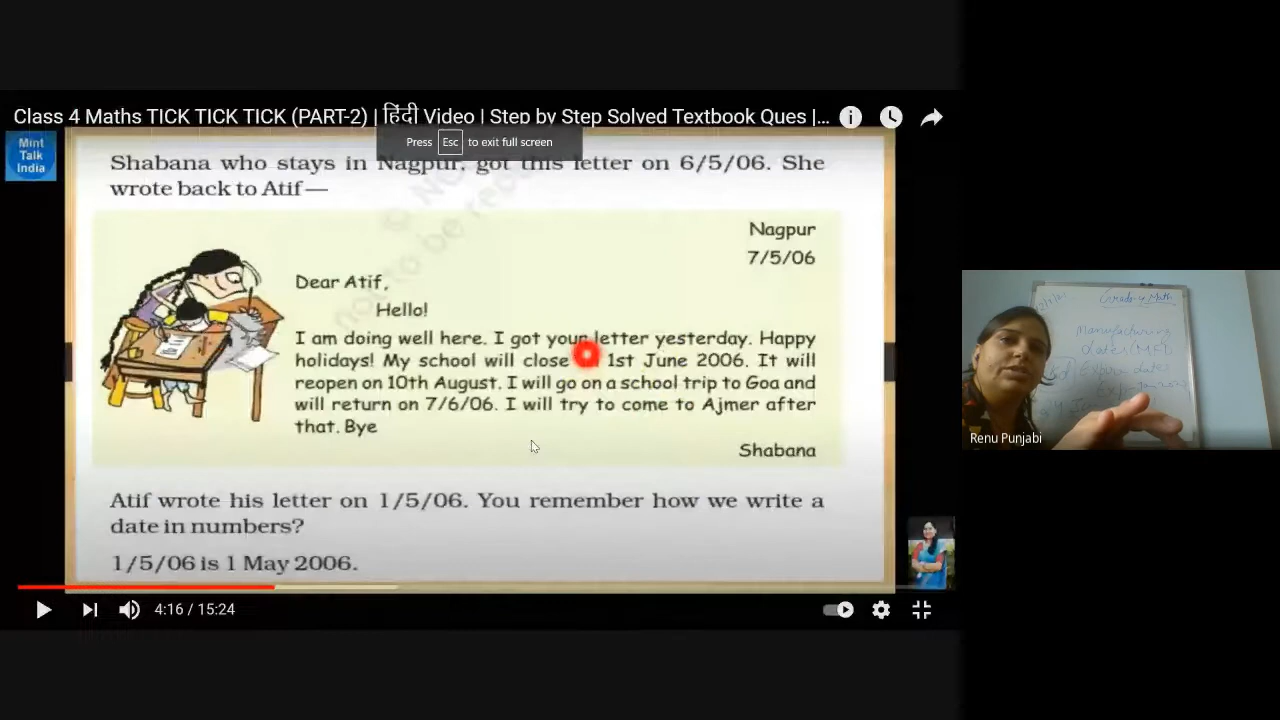 Class 4 Maths TICK TICK TICK (PART-2) | हिंदी Video | Step by Step Solved Textbook Ques |...
Mint
Talk
India
Press Esc to exit full screen
Shabana who stays in Nagpur, got this letter on 6/5/06. She
wrote back to Atif—
Nagpur
7/5/06
Dear Atif,
Hello!
I am doing well here. I got your letter yesterday. Happy
holidays! My school will close 1st June 2006. It will
reopen on 10th August. I will go on a school trip to Goa and
will return on 7/6/06. I will try to come to Ajmer after
that. Bye
Shabana
Atif wrote his letter on 1/5/06. You remember how we write a
date in numbers?
1/5/06 is 1 May 2006.
4:16 / 15:24
Math
Manufacturing
dates (MFD
dates
Renu Punjabi